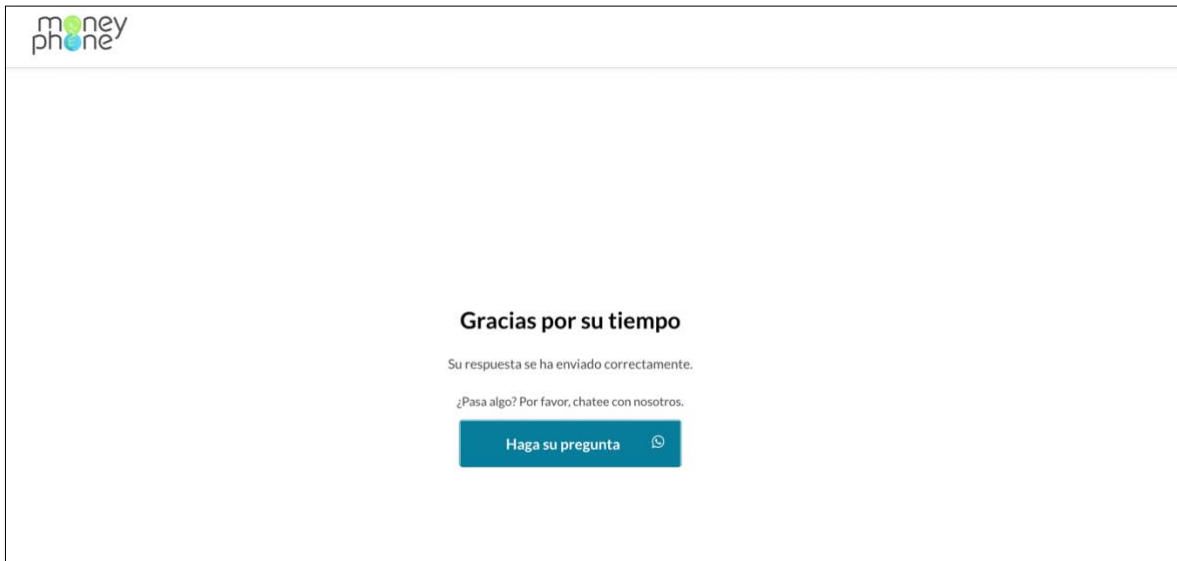 money
phone
Gracias por su tiempo
Su respuesta se ha enviado correctamente.
¿Pasa algo? Por favor, chatee con nosotros.
Haga su pregunta